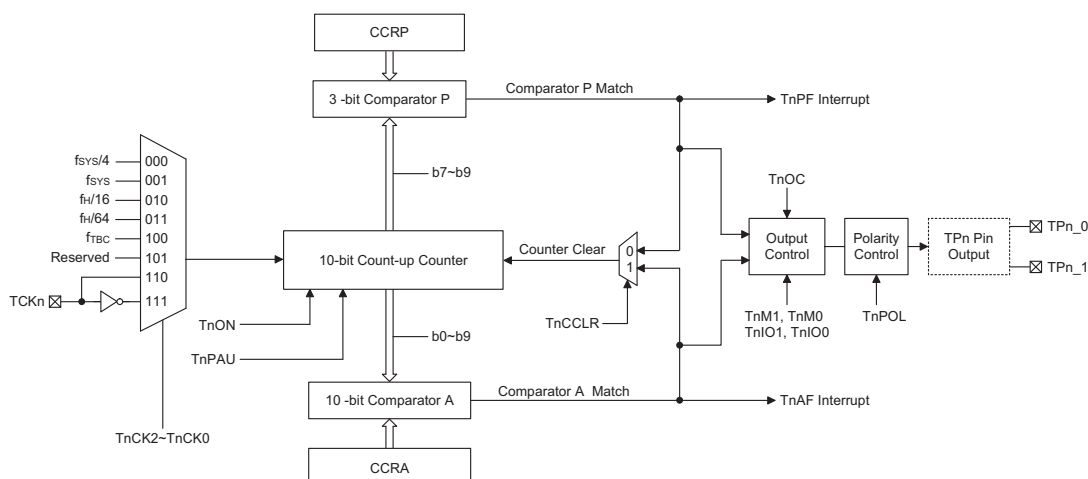 CCRP
3 -bit Comparator P
Comparator P Match
TnPF Interrupt
fSYS/4
000
fSYS
001
fH/16
010
fH/64
011
fTBC
100
Reserved
101
110
TCKn
111
b7~b9
10-bit Count-up Counter
Counter Clear
0
1
TnOC
Output
Control
Polarity
Control
TPn Pin
Output
TPn_0
TPn_1
TnON
TnPAU
b0~b9
TnCCLR
TnM1, TnM0
TnIO1, TnIO0
TnPOL
10 -bit Comparator A
Comparator A Match
TnAF Interrupt
TnCK2~TnCK0
CCRA